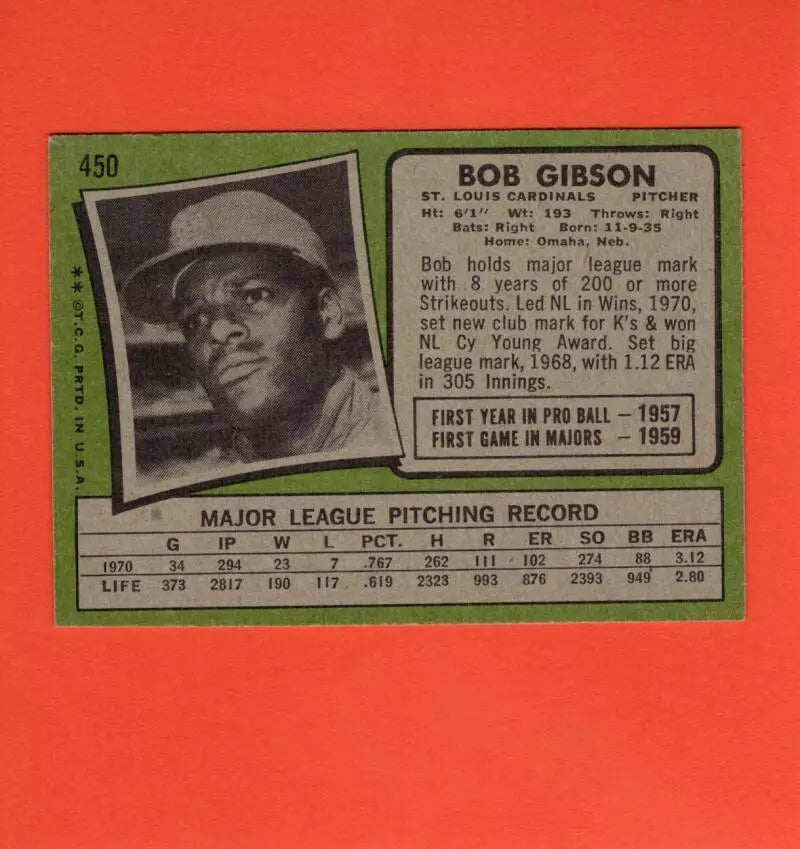 450
BOB GIBSON
ST. LOUIS CARDINALS PITCHER
Ht: 6'1" Wt: 193 Throws: Right
Bats: Right Born: 11-9-35
Home: Omaha, Neb.
Bob holds major league mark
with 8 years of 200 or more
Strikeouts. Led NL in Wins, 1970,
set new club mark for K's & won
NL Cy Young Award. Set big
league mark, 1968, with 1.12 ERA
in 305 Innings.
FIRST YEAR IN PRO BALL — 1957
FIRST GAME IN MAJORS — 1959
** ©T.C.G. PRTD. IN U.S.A.
MAJOR LEAGUE PITCHING RECORD
G IP W L PCT. H R ER SO BB ERA
1970 34 294 23 7 .767 262 111 102 274 88 3.12
LIFE 373 2817 190 117 .619 2323 993 876 2393 949 2.80